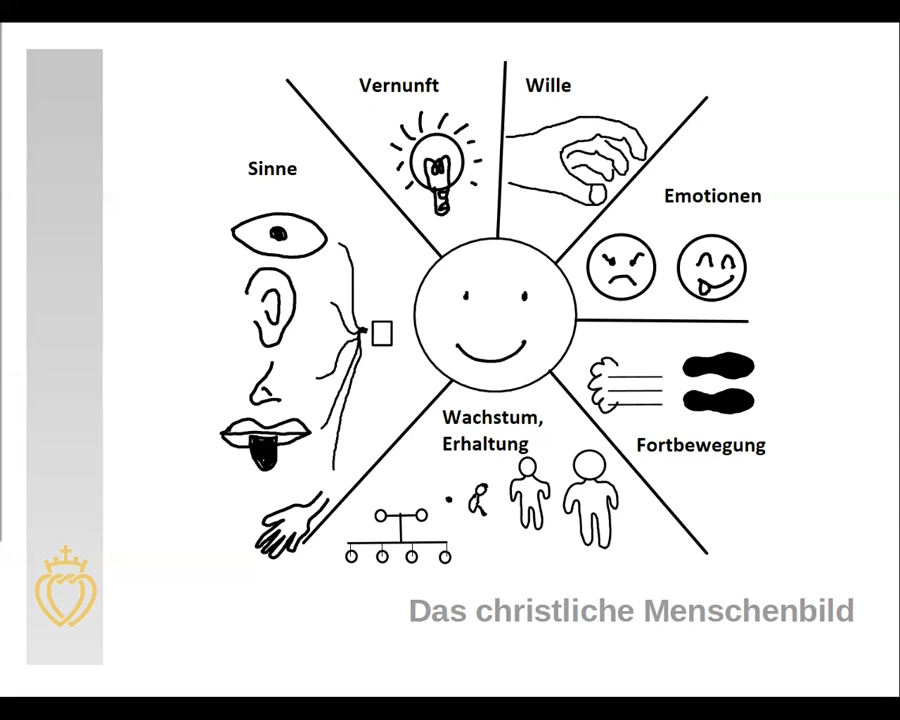 Vernunft
Wille
Sinne
Emotionen
Wachstum,
Erhaltung
Fortbewegung
Das christliche Menschenbild